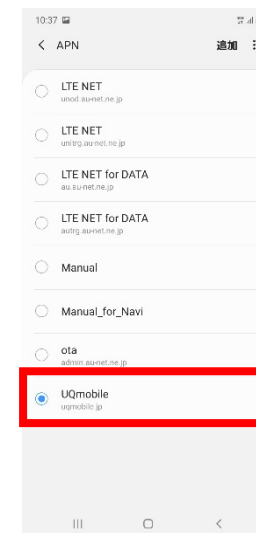 10:37
APN 追加
LTE NET
unod.au-net.ne.jp
LTE NET
unitrg.au-net.ne.jp
LTE NET for DATA
au.au-net.ne.jp
LTE NET for DATA
autrg.au-net.ne.jp
Manual
Manual_for_Navi
ota
admin.au-net.ne.jp
UQmobile
uqmobile.jp